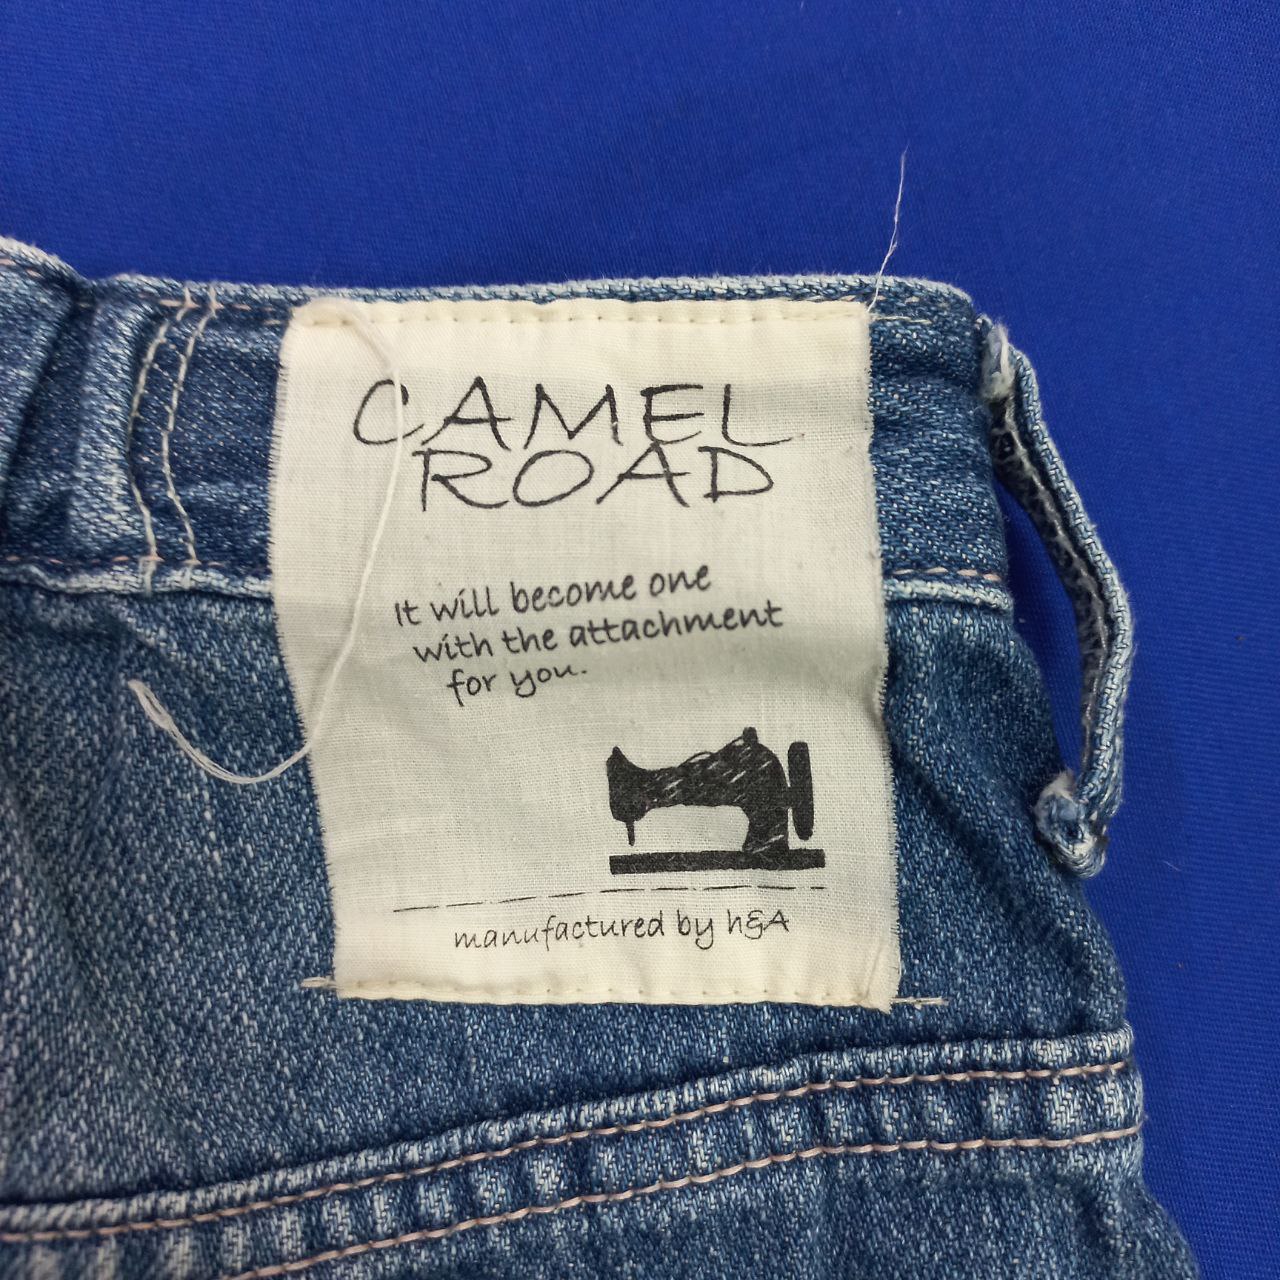 CAMEL
ROAD
It will become one
with the attachment
for you.
manufactured by h&A